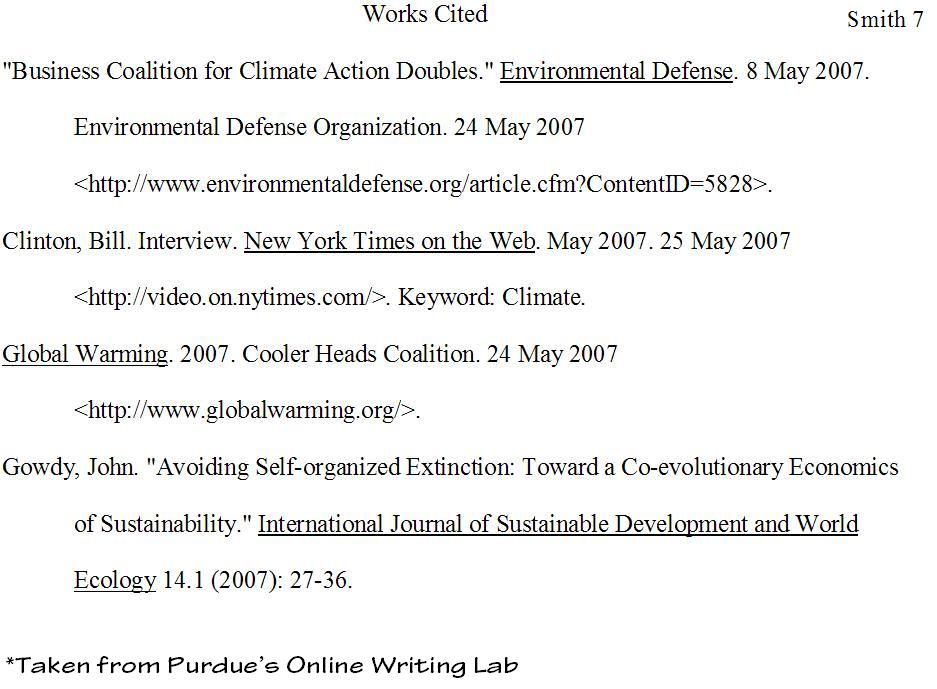 Works Cited
Smith 7
"Business Coalition for Climate Action Doubles." Environmental Defense. 8 May 2007.
Environmental Defense Organization. 24 May 2007
<http://www.environmentaldefense.org/article.cfm?ContentID=5828>.
Clinton, Bill. Interview. New York Times on the Web. May 2007. 25 May 2007
<http://video.on.nytimes.com/>. Keyword: Climate.
Global Warming. 2007. Cooler Heads Coalition. 24 May 2007
<http://www.globalwarming.org/>.
Gowdy, John. "Avoiding Self-organized Extinction: Toward a Co-evolutionary Economics
of Sustainability." International Journal of Sustainable Development and World
Ecology 14.1 (2007): 27-36.
*Taken from Purdue's Online Writing Lab